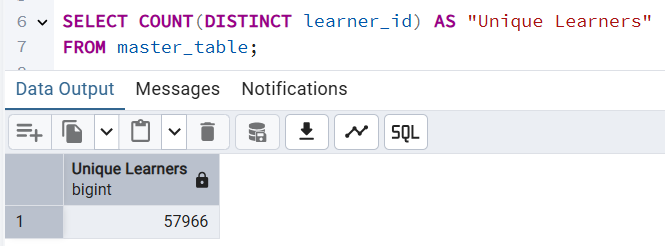 6 SELECT COUNT(DISTINCT learner_id) AS "Unique Learners"
7 FROM master_table;
Data Output Messages Notifications
SQL
Unique Learners
bigint
1 57966